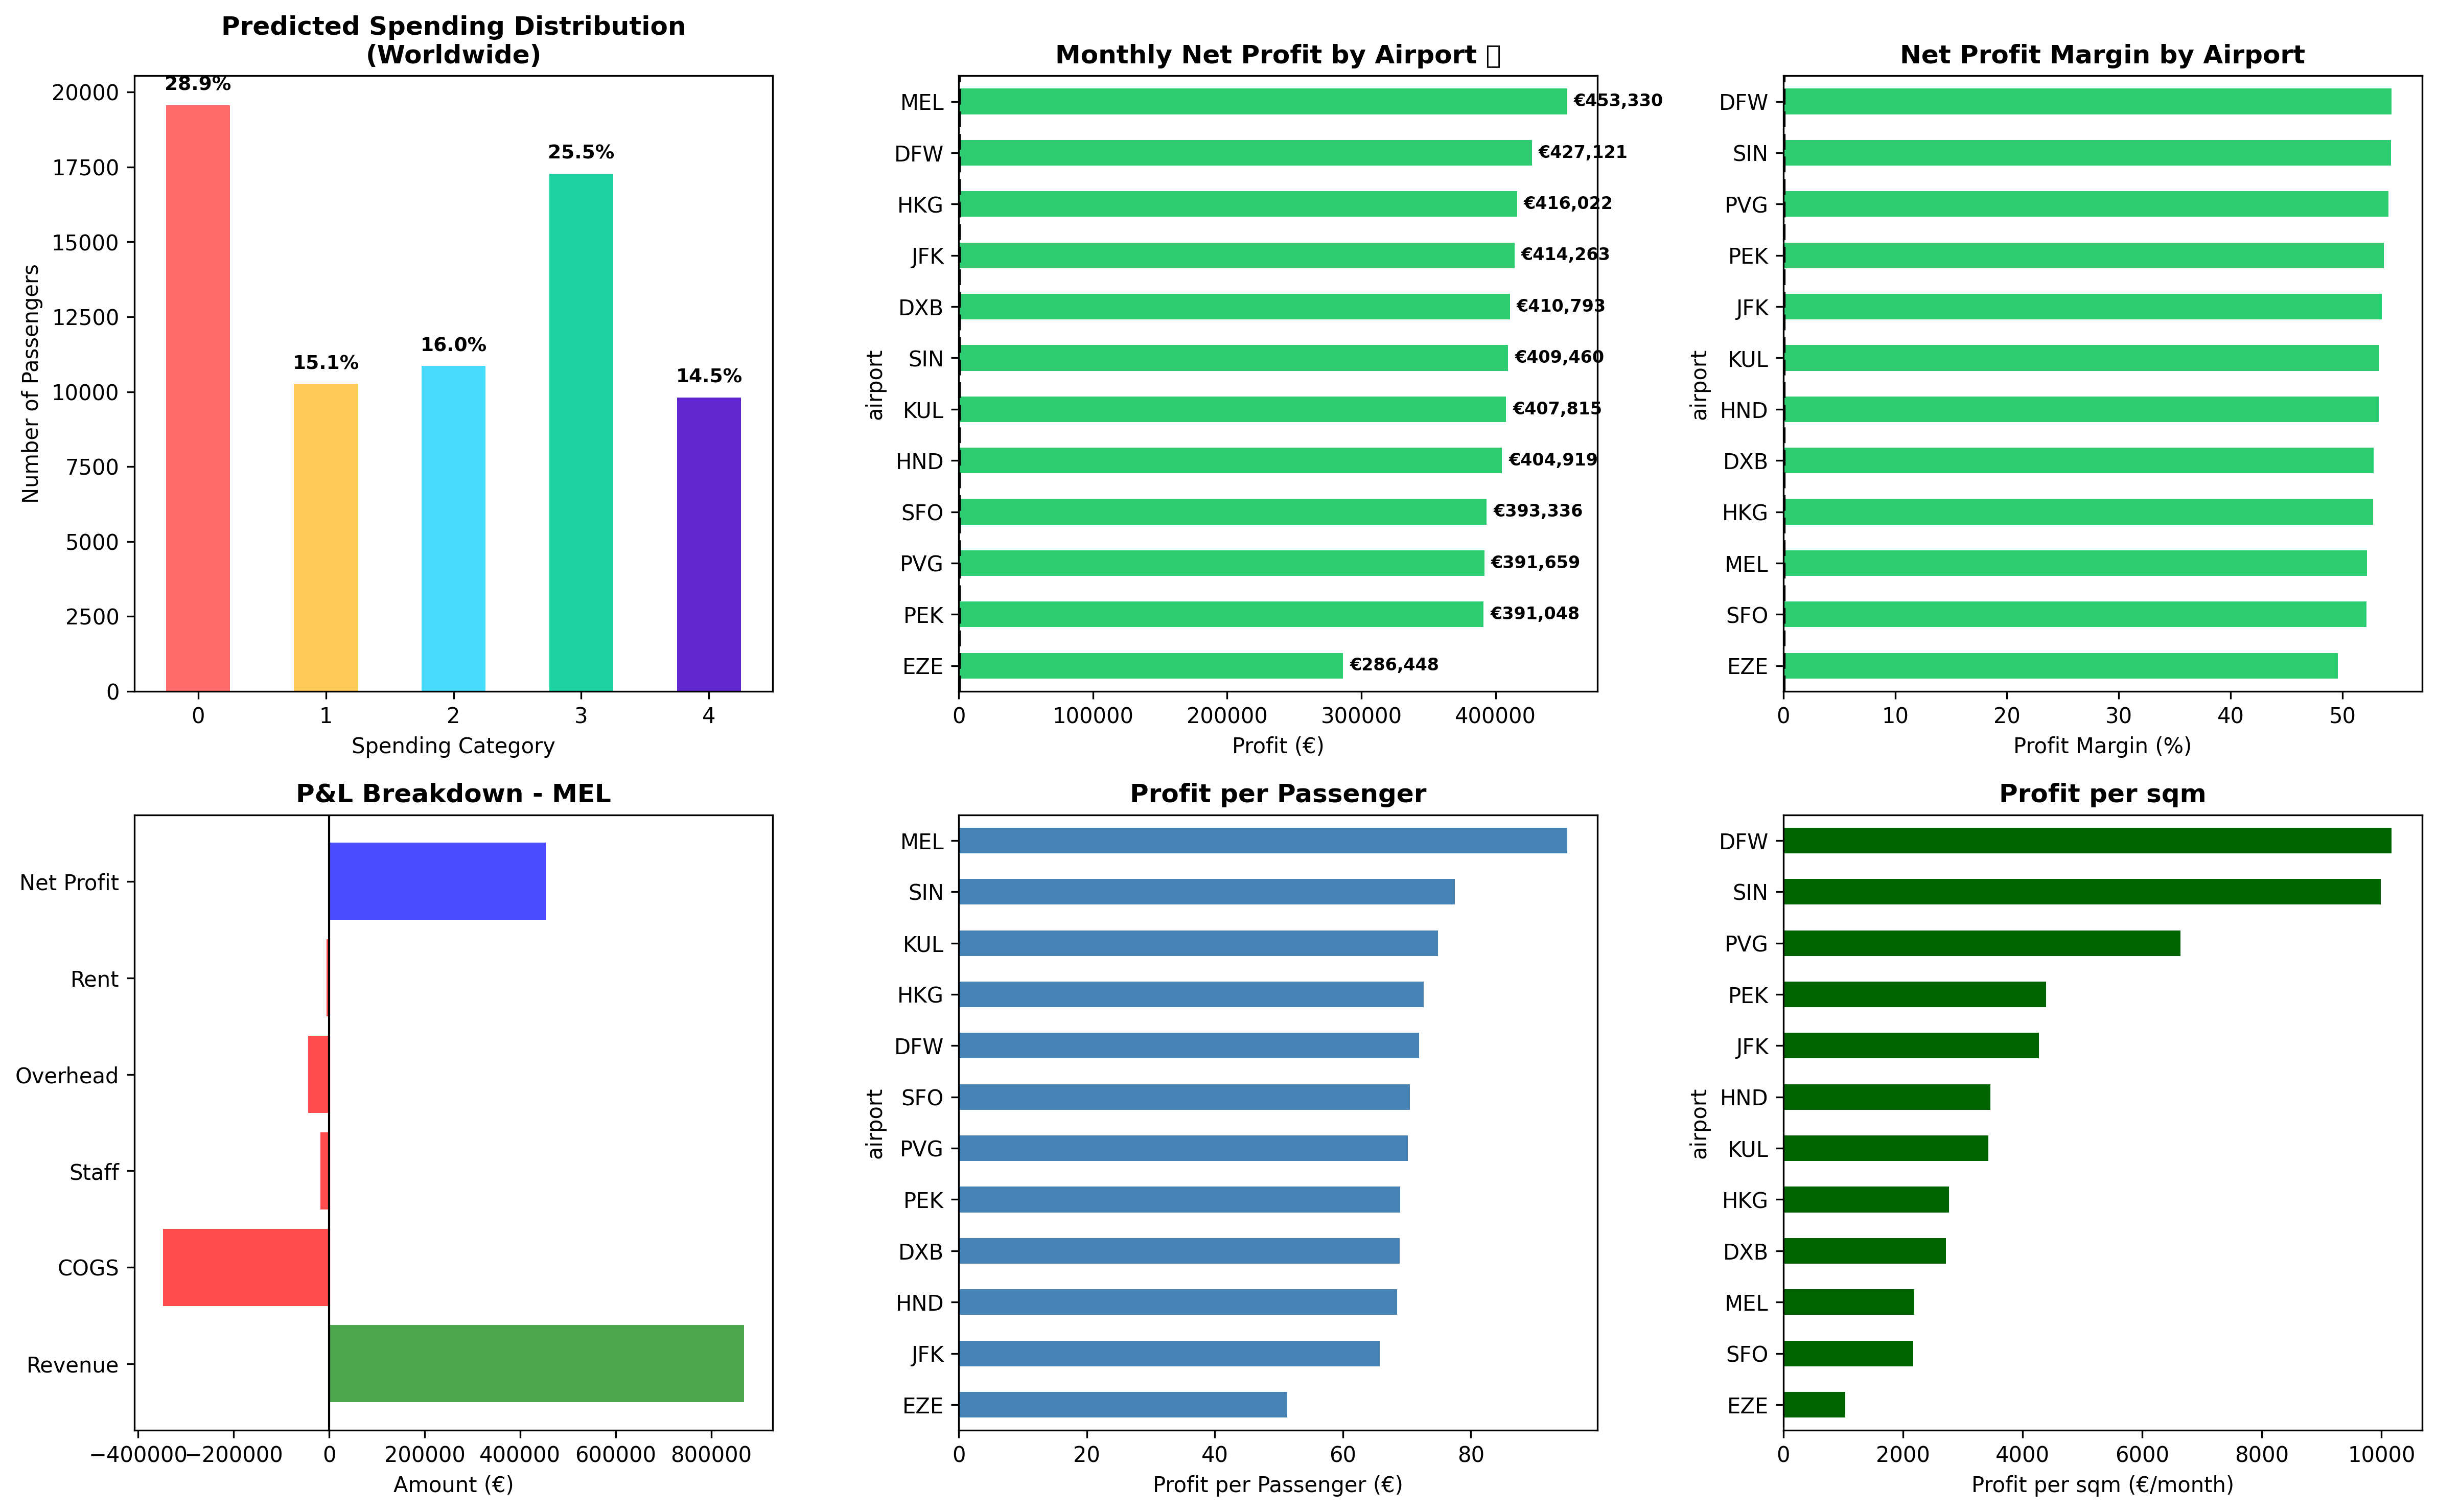 Predicted Spending Distribution
(Worldwide)
28.9%
15.1%
16.0%
25.5%
14.5%
20000
17500
15000
12500
10000
7500
5000
2500
0
Number of Passengers
0 1 2 3 4
Spending Category
Monthly Net Profit by Airport
airport
MEL €453,330
DFW €427,121
HKG €416,022
JFK €414,263
DXB €410,793
SIN €409,460
KUL €407,815
HND €404,919
SFO €393,336
PVG €391,659
PEK €391,048
EZE €286,448
0 100000 200000 300000 400000
Profit (€)
Net Profit Margin by Airport
airport
DFW
SIN
PVG
PEK
JFK
KUL
HND
DXB
HKG
MEL
SFO
EZE
0 10 20 30 40 50
Profit Margin (%)
P&L Breakdown - MEL
Net Profit
Rent
Overhead
Staff
COGS
Revenue
−400000 −200000 0 200000 400000 600000 800000
Amount (€)
Profit per Passenger
airport
MEL
SIN
KUL
HKG
DFW
SFO
PVG
PEK
DXB
HND
JFK
EZE
0 20 40 60 80
Profit per Passenger (€)
Profit per sqm
airport
DFW
SIN
PVG
PEK
JFK
HND
KUL
HKG
DXB
MEL
SFO
EZE
0 2000 4000 6000 8000 10000
Profit per sqm (€/month)